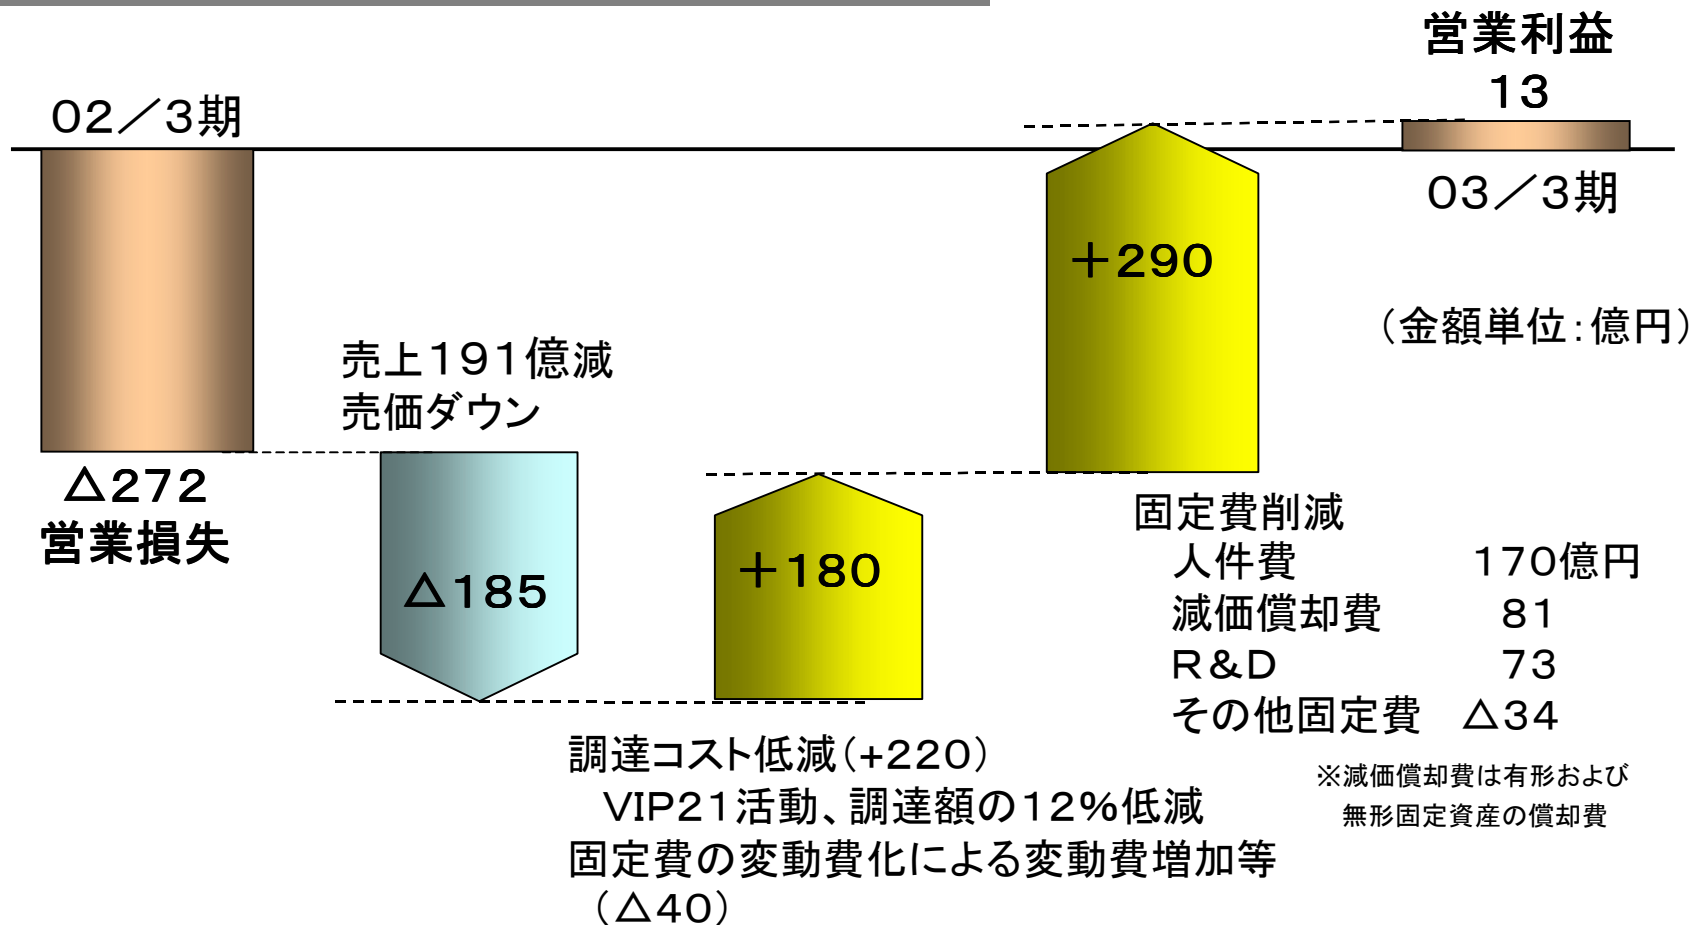 営業利益
13
02／3期
03／3期
＋290
（金額単位：億円）
売上191億減
売価ダウン
△272
営業損失
△185
＋180
固定費削減
人件費 170億円
減価償却費 81
R＆D 73
その他固定費 △34
※減価償却費は有形および
無形固定資産の償却費
調達コスト低減（+220）
VIP21活動、調達額の12%低減
固定費の変動費化による変動費増加等
（△40）